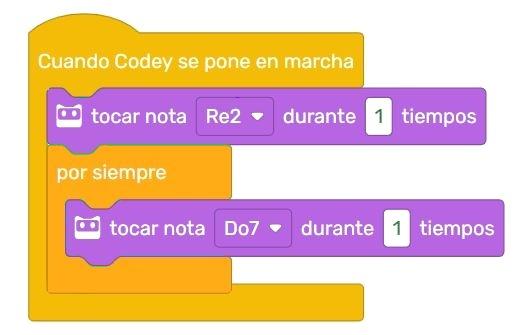 Cuando Codey se pone en marcha
tocar nota Re2 durante 1 tiempos
por siempre
tocar nota Do7 durante 1 tiempos